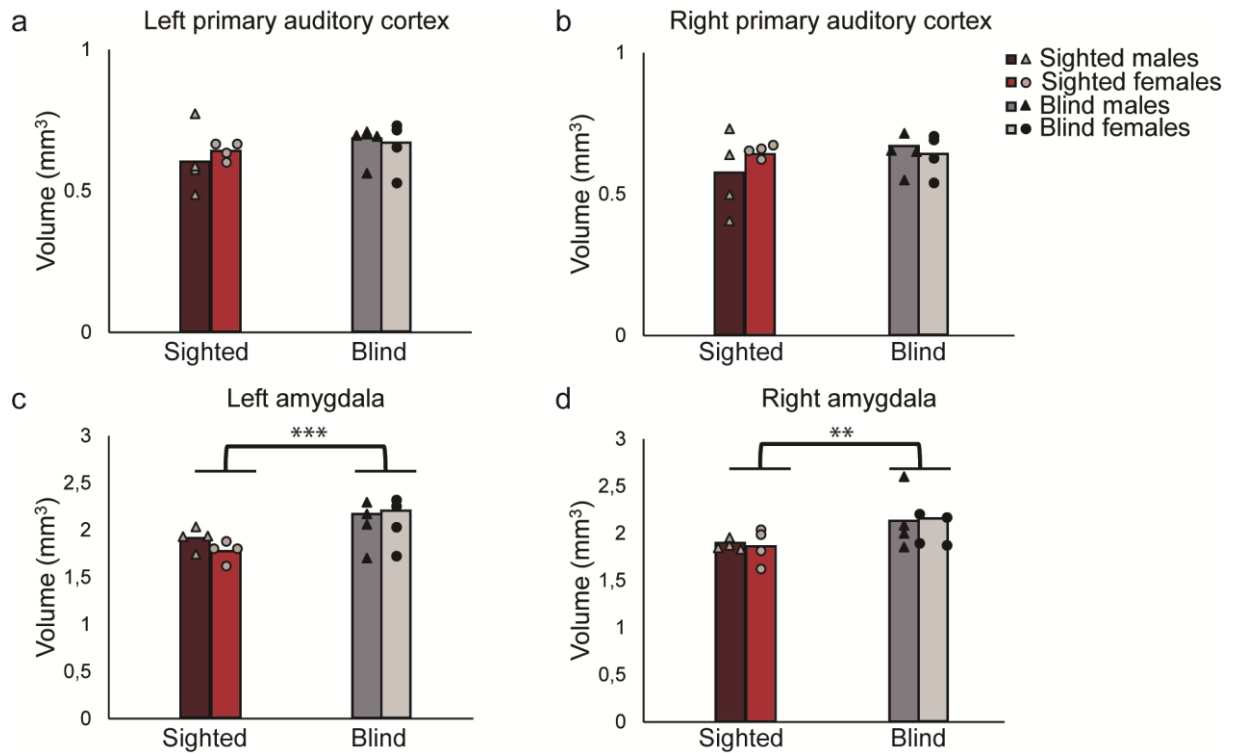 a
Left primary auditory cortex
Volume (mm³)
1
0.5
0
Sighted
Blind
b
Right primary auditory cortex
Volume (mm³)
1
0.5
0
Sighted
Blind
Sighted males
Sighted females
Blind males
Blind females
c
Left amygdala
***
Volume (mm³)
3
2,5
2
1,5
1
0,5
0
Sighted
Blind
d
Right amygdala
**
Volume (mm³)
3
2,5
2
1,5
1
0,5
0
Sighted
Blind